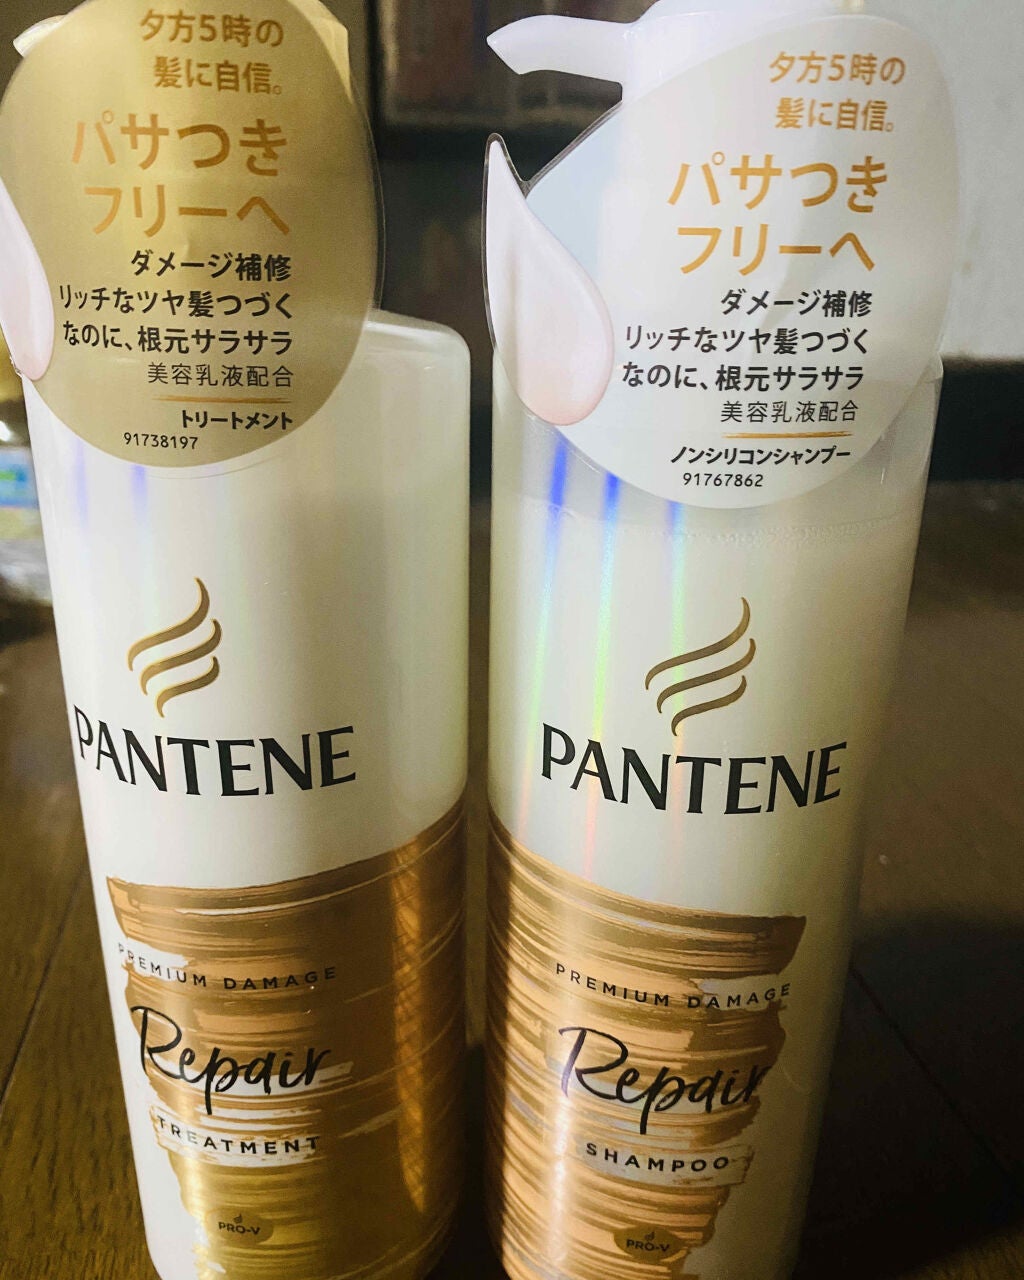 夕方5時の
髪に自信。
パサつき
フリーへ
ダメージ補修
リッチなツヤ髪つづく
なのに、根元サラサラ
美容乳液配合
トリートメント
91738197
PANTENE
PREMIUM DAMAGE
Repair
TREATMENT
PRO-V
夕方5時の
髪に自信。
パサつき
フリーへ
ダメージ補修
リッチなツヤ髪つづく
なのに、根元サラサラ
美容乳液配合
ノンシリコンシャンプー
91767862
PANTENE
PREMIUM DAMAGE
Repair
SHAMPOO
PRO-V